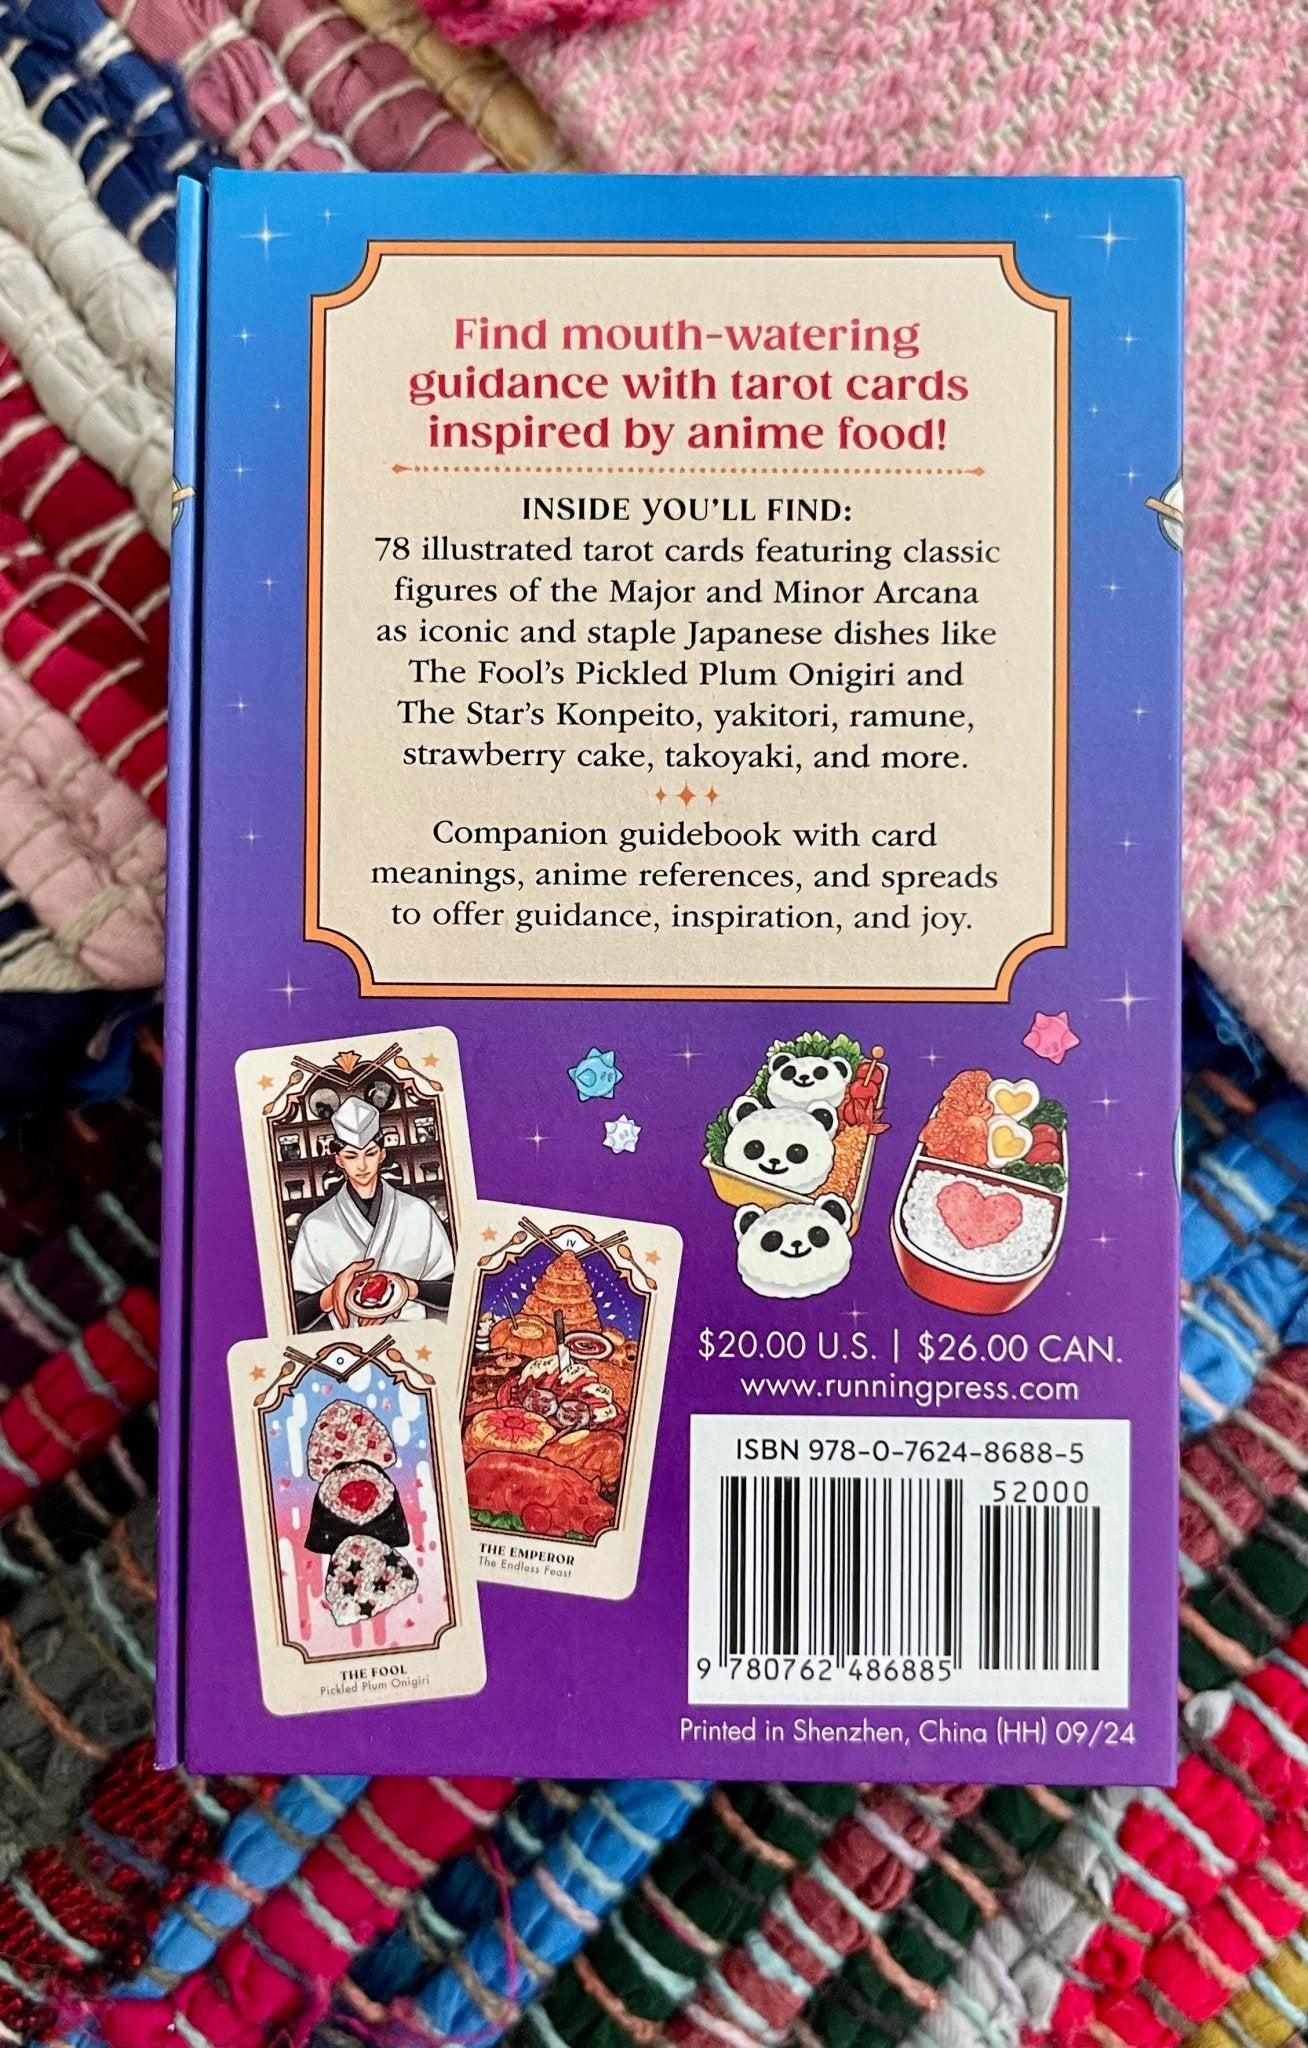 Find mouth-watering
guidance with tarot cards
inspired by anime food!
INSIDE YOU'LL FIND:
78 illustrated tarot cards featuring classic
figures of the Major and Minor Arcana
as iconic and staple Japanese dishes like
The Fool's Pickled Plum Onigiri and
The Star's Konpeito, yakitori, ramune,
strawberry cake, takoyaki, and more.
Companion guidebook with card
meanings, anime references, and spreads
to offer guidance, inspiration, and joy.
IV
THE EMPEROR
The Endless Feast
0
THE FOOL
Pickled Plum Onigiri
$20.00 U.S. | $26.00 CAN.
www.runningpress.com
ISBN 978-0-7624-8688-5
52000
9 780762 486885
Printed in Shenzhen, China (HH) 09/24